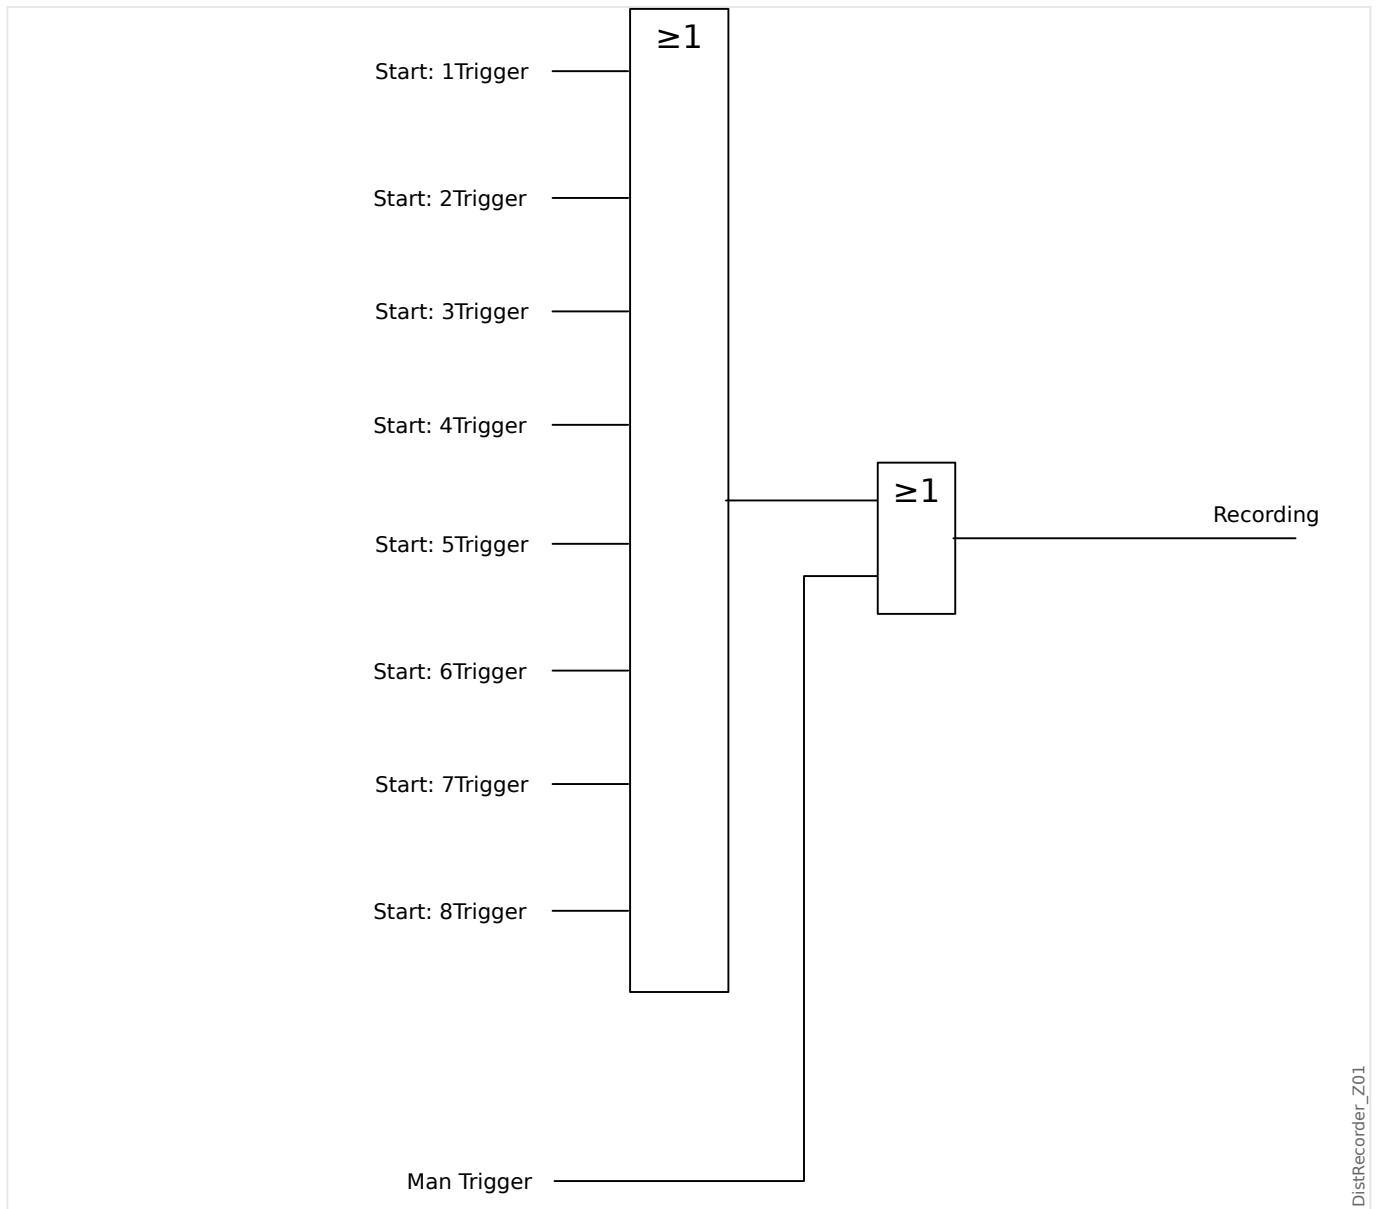 ≥1
Start: 1Trigger
Start: 2Trigger
Start: 3Trigger
Start: 4Trigger
≥1
Recording
Start: 5Trigger
Start: 6Trigger
Start: 7Trigger
Start: 8Trigger
Man Trigger
DistRecorder_Z01